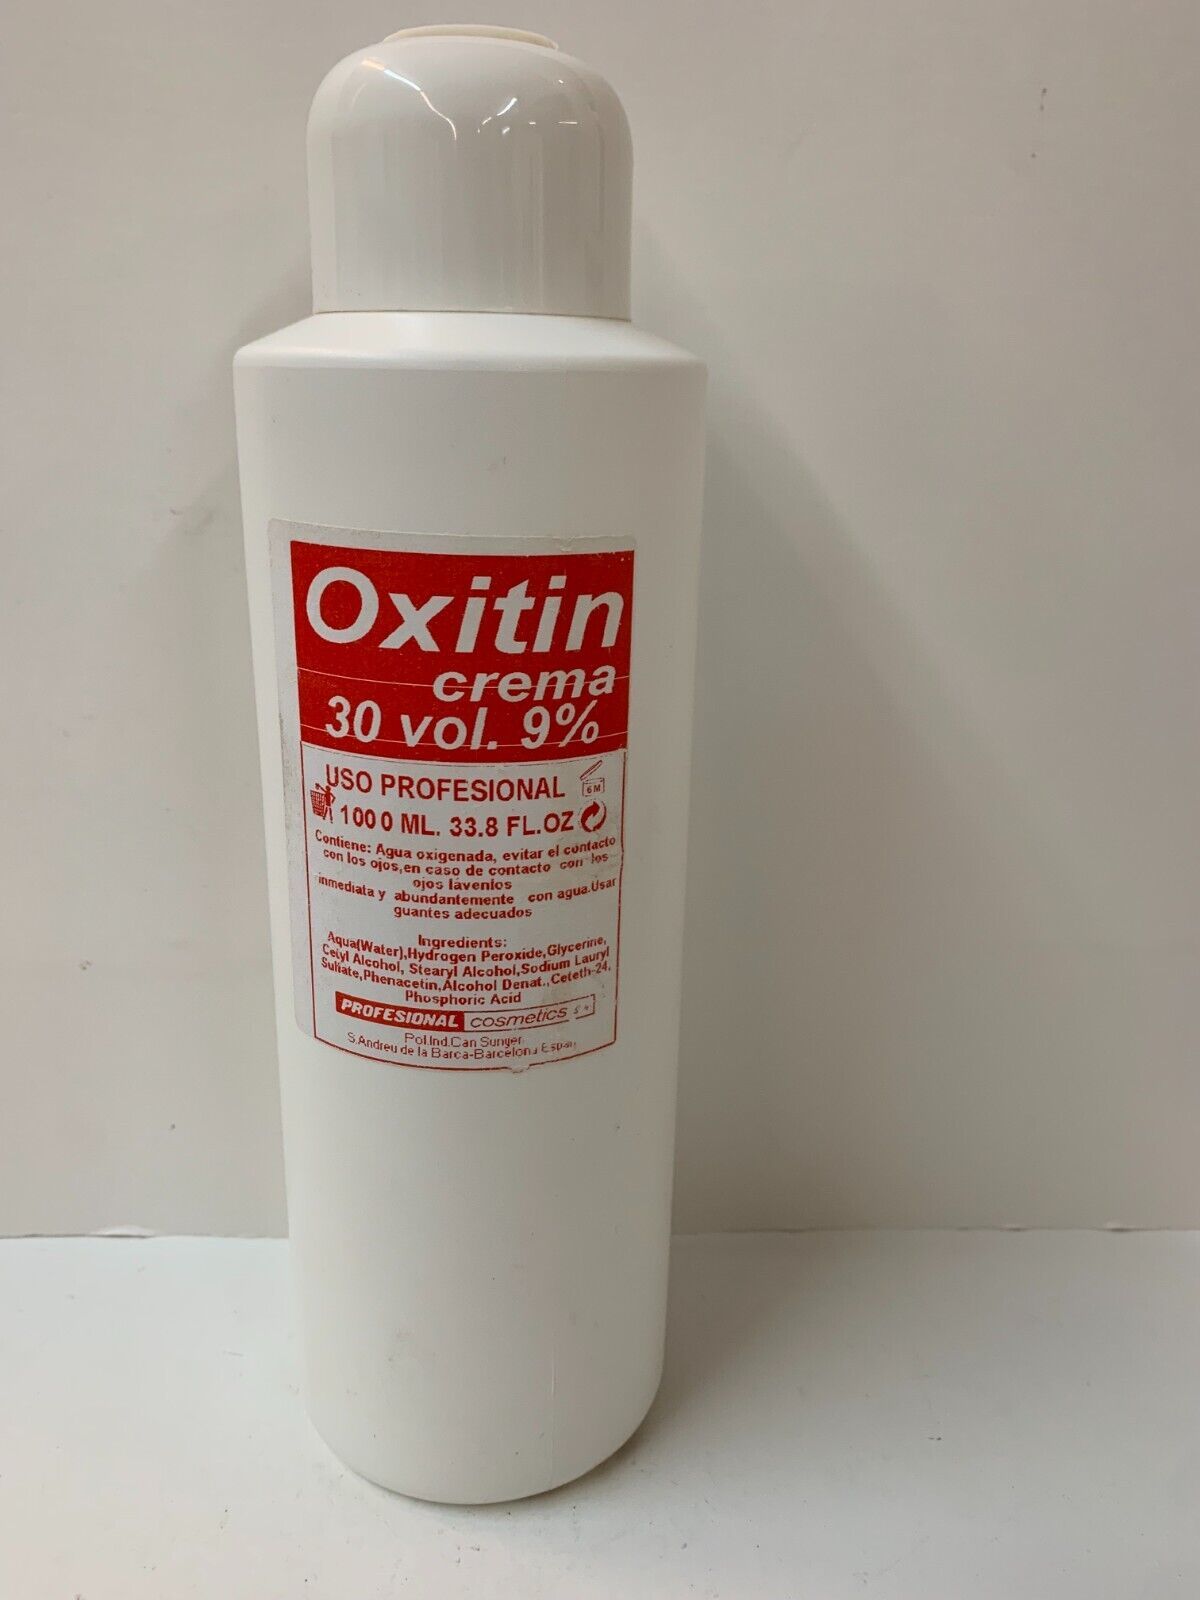 Oxitin
crema
30 vol. 9%
USO PROFESIONAL
6M
1000 ML. 33.8 FL.OZ
Contiene: Agua oxigenada, evitar el contacto
con los ojos,en caso de contacto con los
ojos lavenlos
inmediata y abundantemente con agua.Usar
guantes adecuados
Ingredients:
Aqua(Water),Hydrogen Peroxide,Glycerine,
Cetyl Alcohol, Stearyl Alcohol,Sodium Lauryl
Sulfate,Phenacetin,Alcohol Denat.,Ceteth-24,
Phosphoric Acid
PROFESIONAL cosmetics
Pol.Ind.Can Sunyer
S.Andreu de la Barca-Barcelona